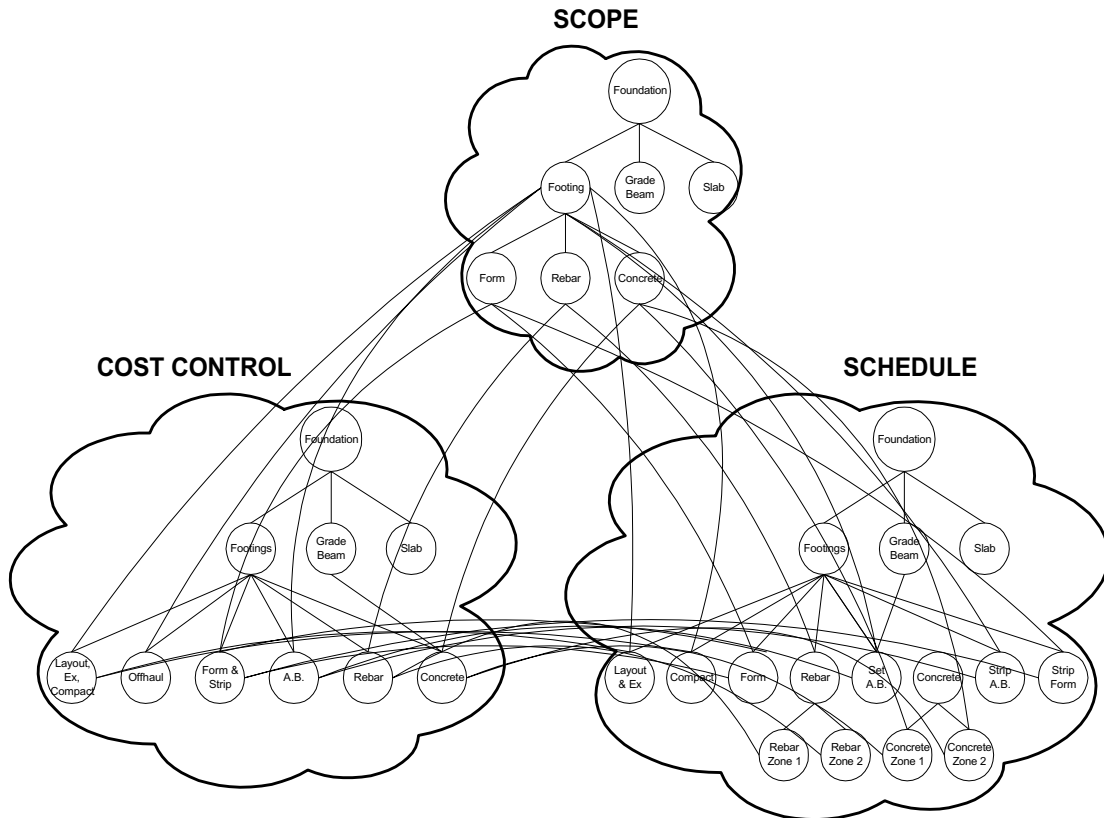 SCOPE
Foundation
Footing
Grade
Beam
Slab
Form
Rebar
Concrete
COST CONTROL
Foundation
Footings
Grade
Beam
Slab
Layout,
Ex,
Compact
Offhaul
Form &
Strip
A.B.
Rebar
Concrete
SCHEDULE
Foundation
Footings
Grade
Beam
Slab
Layout
& Ex
Compact
Form
Rebar
Set
A.B.
Concrete
Strip
A.B.
Strip
Form
Rebar
Zone 1
Rebar
Zone 2
Concrete
Zone 1
Concrete
Zone 2